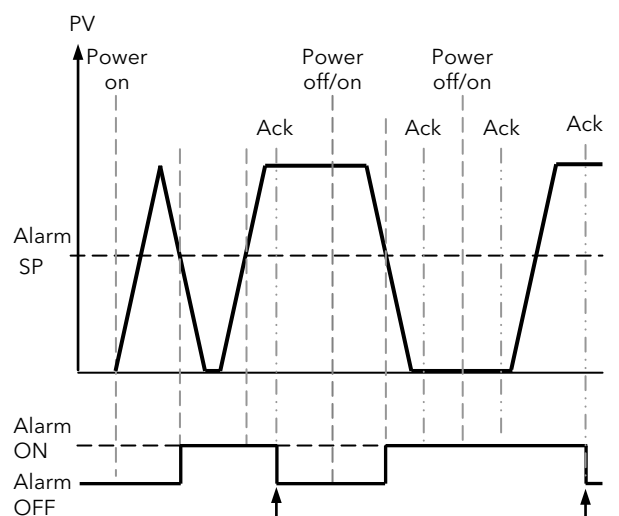 PV
Power
on
Power
off/on
Power
off/on
Ack
Ack
Ack
Ack
Alarm
SP
Alarm
ON
Alarm
OFF